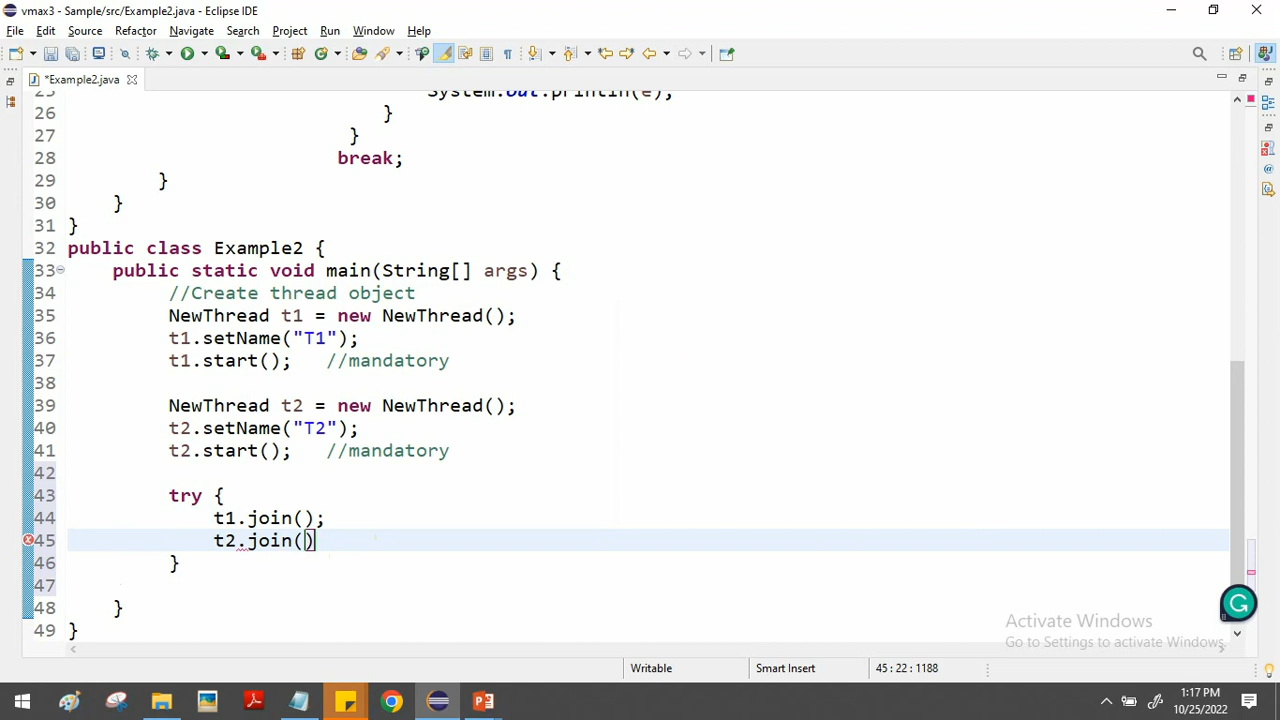 vmax3 - Sample/src/Example2.java - Eclipse IDE
File Edit Source Refactor Navigate Search Project Run Window Help
*Example2.java
25 System.out.println(e);
26 }
27 }
28 break;
29 }
30 }
31 }
32 public class Example2 {
33 public static void main(String[] args) {
34 //Create thread object
35 NewThread t1 = new NewThread();
36 t1.setName("T1");
37 t1.start(); //mandatory
38
39 NewThread t2 = new NewThread();
40 t2.setName("T2");
41 t2.start(); //mandatory
42
43 try {
44 t1.join();
45 t2.join()
46 }
47
48 }
49 }
Activate Windows
Go to Settings to activate Windows.
Writable Smart Insert 45 : 22 : 1188
1:17 PM
10/25/2022